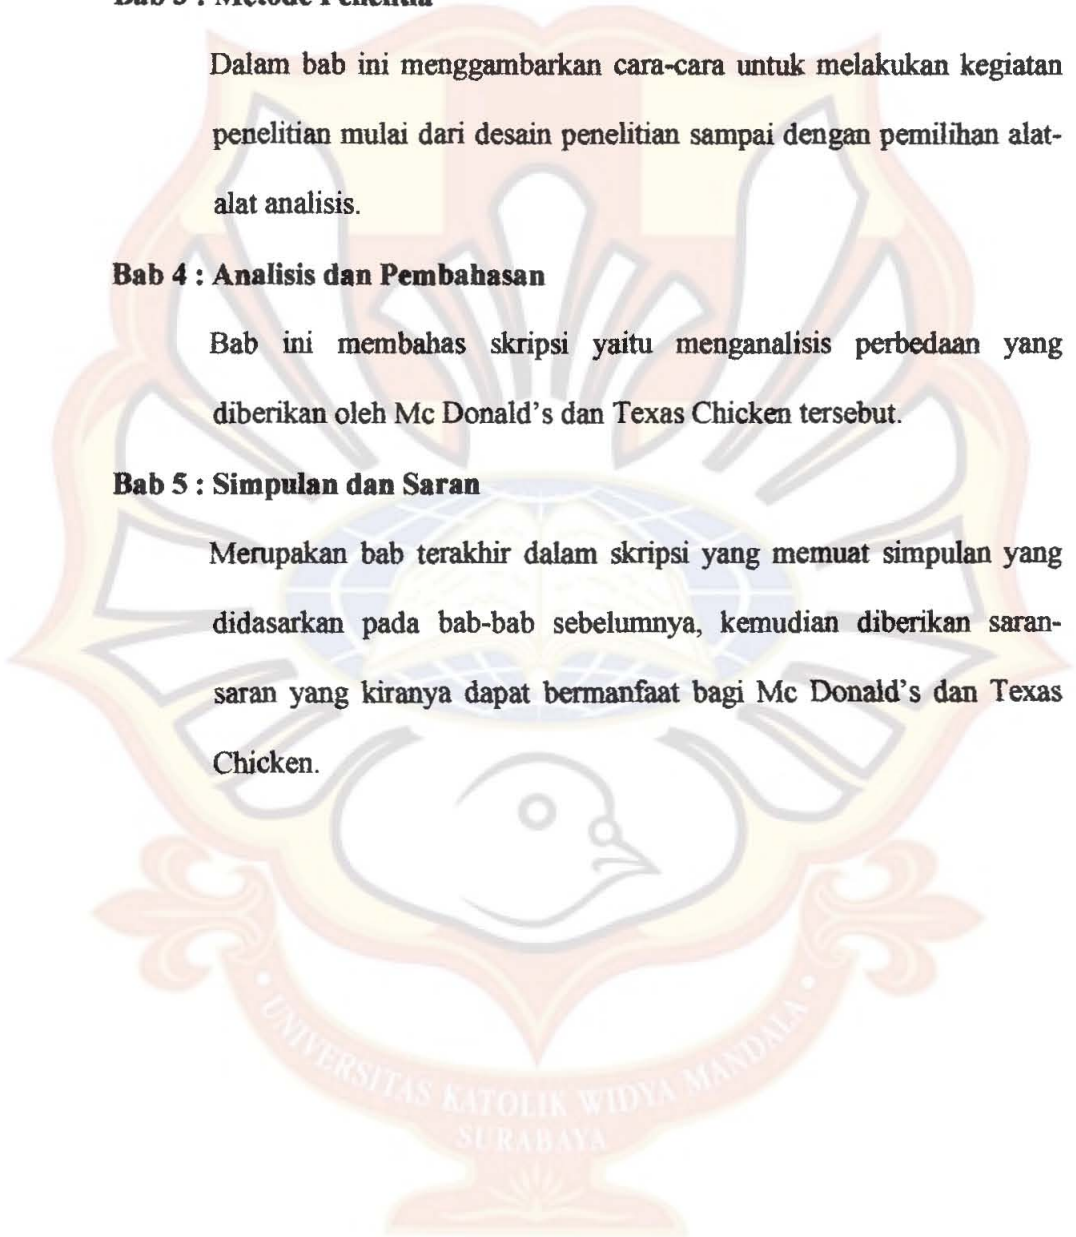 Bab 3 : Metode Penelitia
Dalam bab ini menggambarkan cara-cara untuk melakukan kegiatan
penelitian mulai dari desain penelitian sampai dengan pemilihan alat-
alat analisis.
Bab 4 : Analisis dan Pembahasan
Bab ini membahas skripsi yaitu menganalisis perbedaan yang
diberikan oleh Mc Donald's dan Texas Chicken tersebut.
Bab 5 : Simpulan dan Saran
Merupakan bab terakhir dalam skripsi yang memuat simpulan yang
didasarkan pada bab-bab sebelumnya, kemudian diberikan saran-
saran yang kiranya dapat bermanfaat bagi Mc Donald's dan Texas
Chicken.
UNIVERSITAS KATOLIK WIDYA MANDALA
SURABAYA